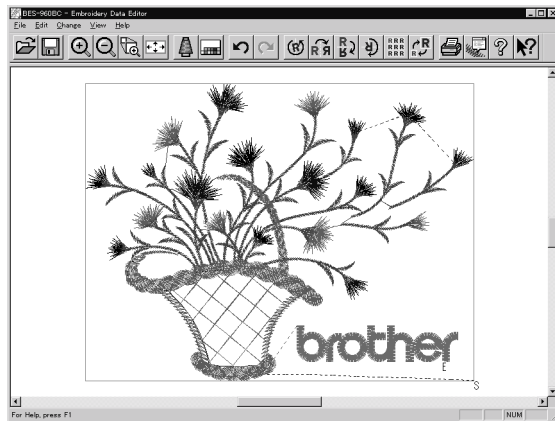 BES-960BC - Embroidery Data Editor
File Edit Change View Help
brother
E
S
For Help, press F1
NUM